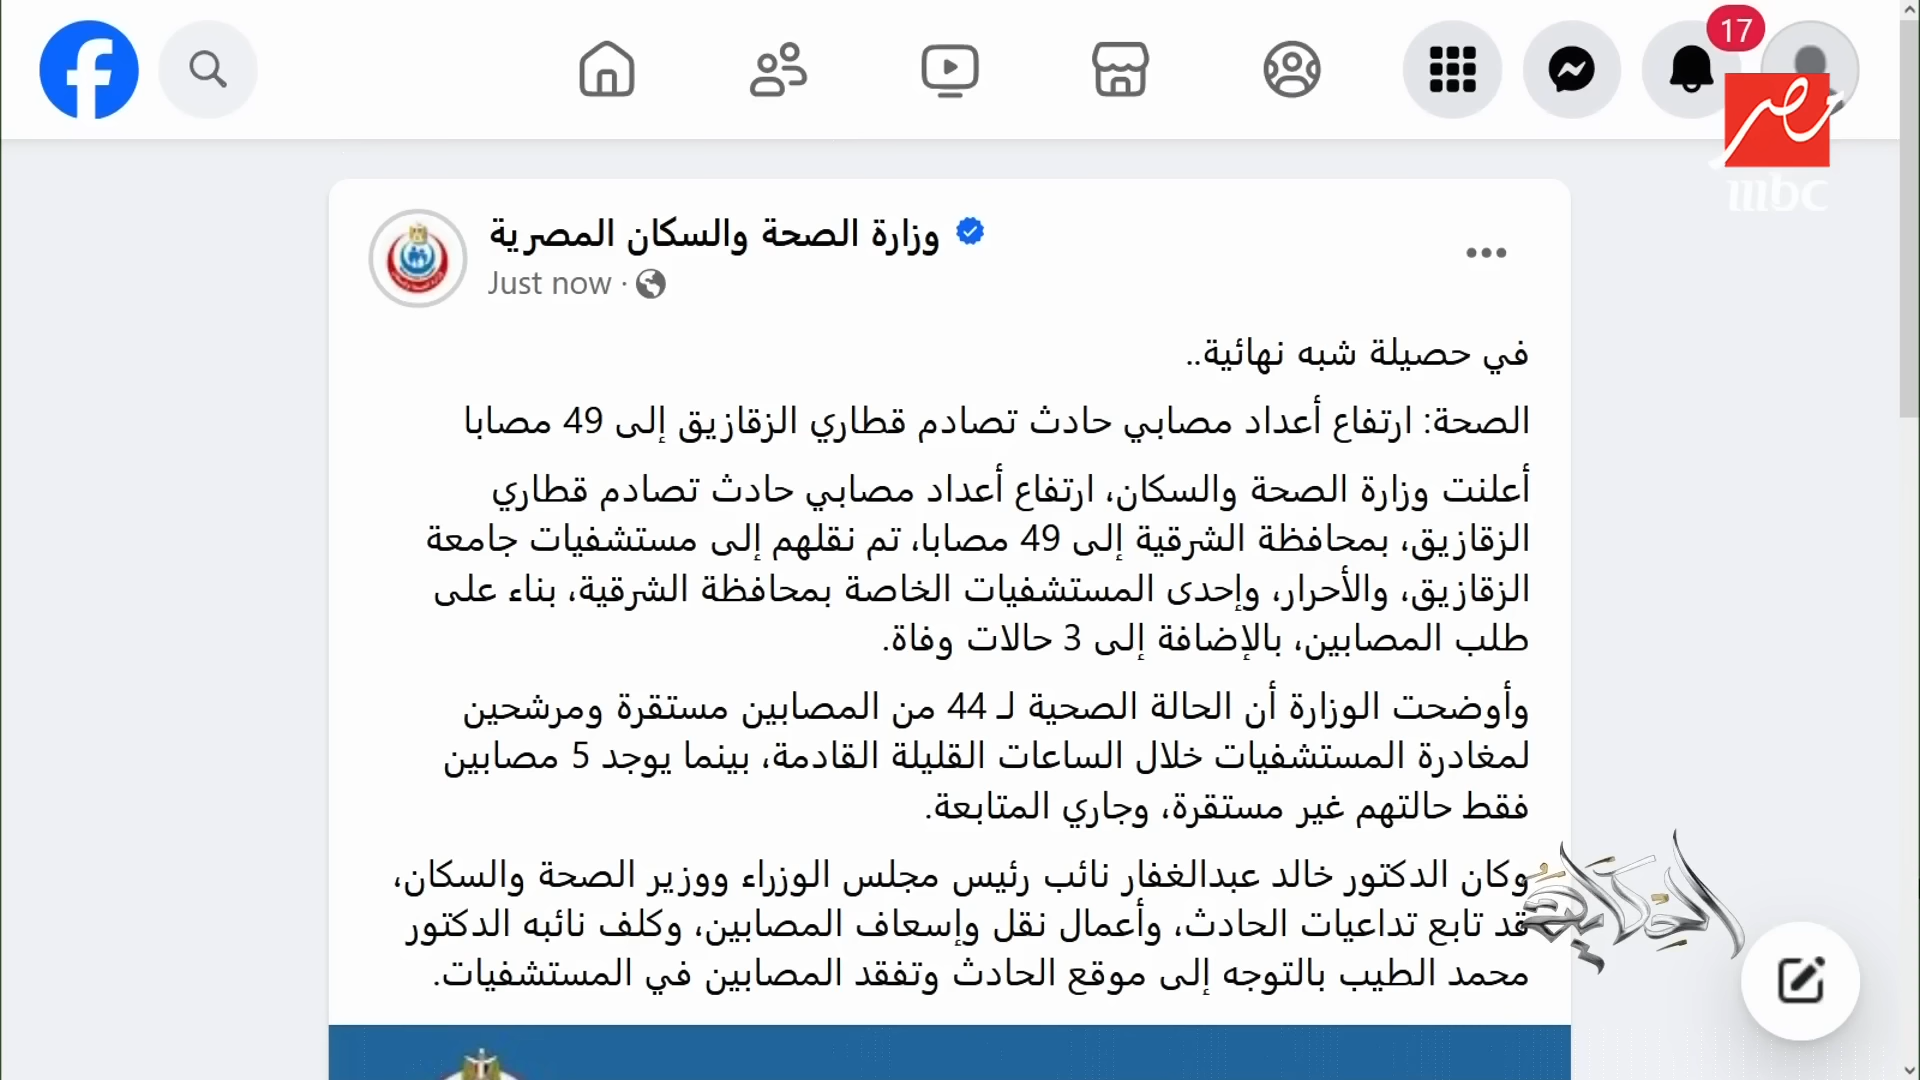 17
مصر
mbc
وزارة الصحة والسكان المصرية
Just now ·
في حصيلة شبه نهائية..
الصحة: ارتفاع أعداد مصابي حادث تصادم قطاري الزقازيق إلى 49 مصابا
أعلنت وزارة الصحة والسكان، ارتفاع أعداد مصابي حادث تصادم قطاري
الزقازيق، بمحافظة الشرقية إلى 49 مصابا، تم نقلهم إلى مستشفيات جامعة
الزقازيق، والأحرار، وإحدى المستشفيات الخاصة بمحافظة الشرقية، بناء على
طلب المصابين، بالإضافة إلى 3 حالات وفاة.
وأوضحت الوزارة أن الحالة الصحية لـ 44 من المصابين مستقرة ومرشحين
لمغادرة المستشفيات خلال الساعات القليلة القادمة، بينما يوجد 5 مصابين
فقط حالتهم غير مستقرة، وجاري المتابعة.
وكان الدكتور خالد عبدالغفار نائب رئيس مجلس الوزراء ووزير الصحة والسكان،
قد تابع تداعيات الحادث، وأعمال نقل وإسعاف المصابين، وكلف نائبه الدكتور
محمد الطيب بالتوجه إلى موقع الحادث وتفقد المصابين في المستشفيات.
الحكاية